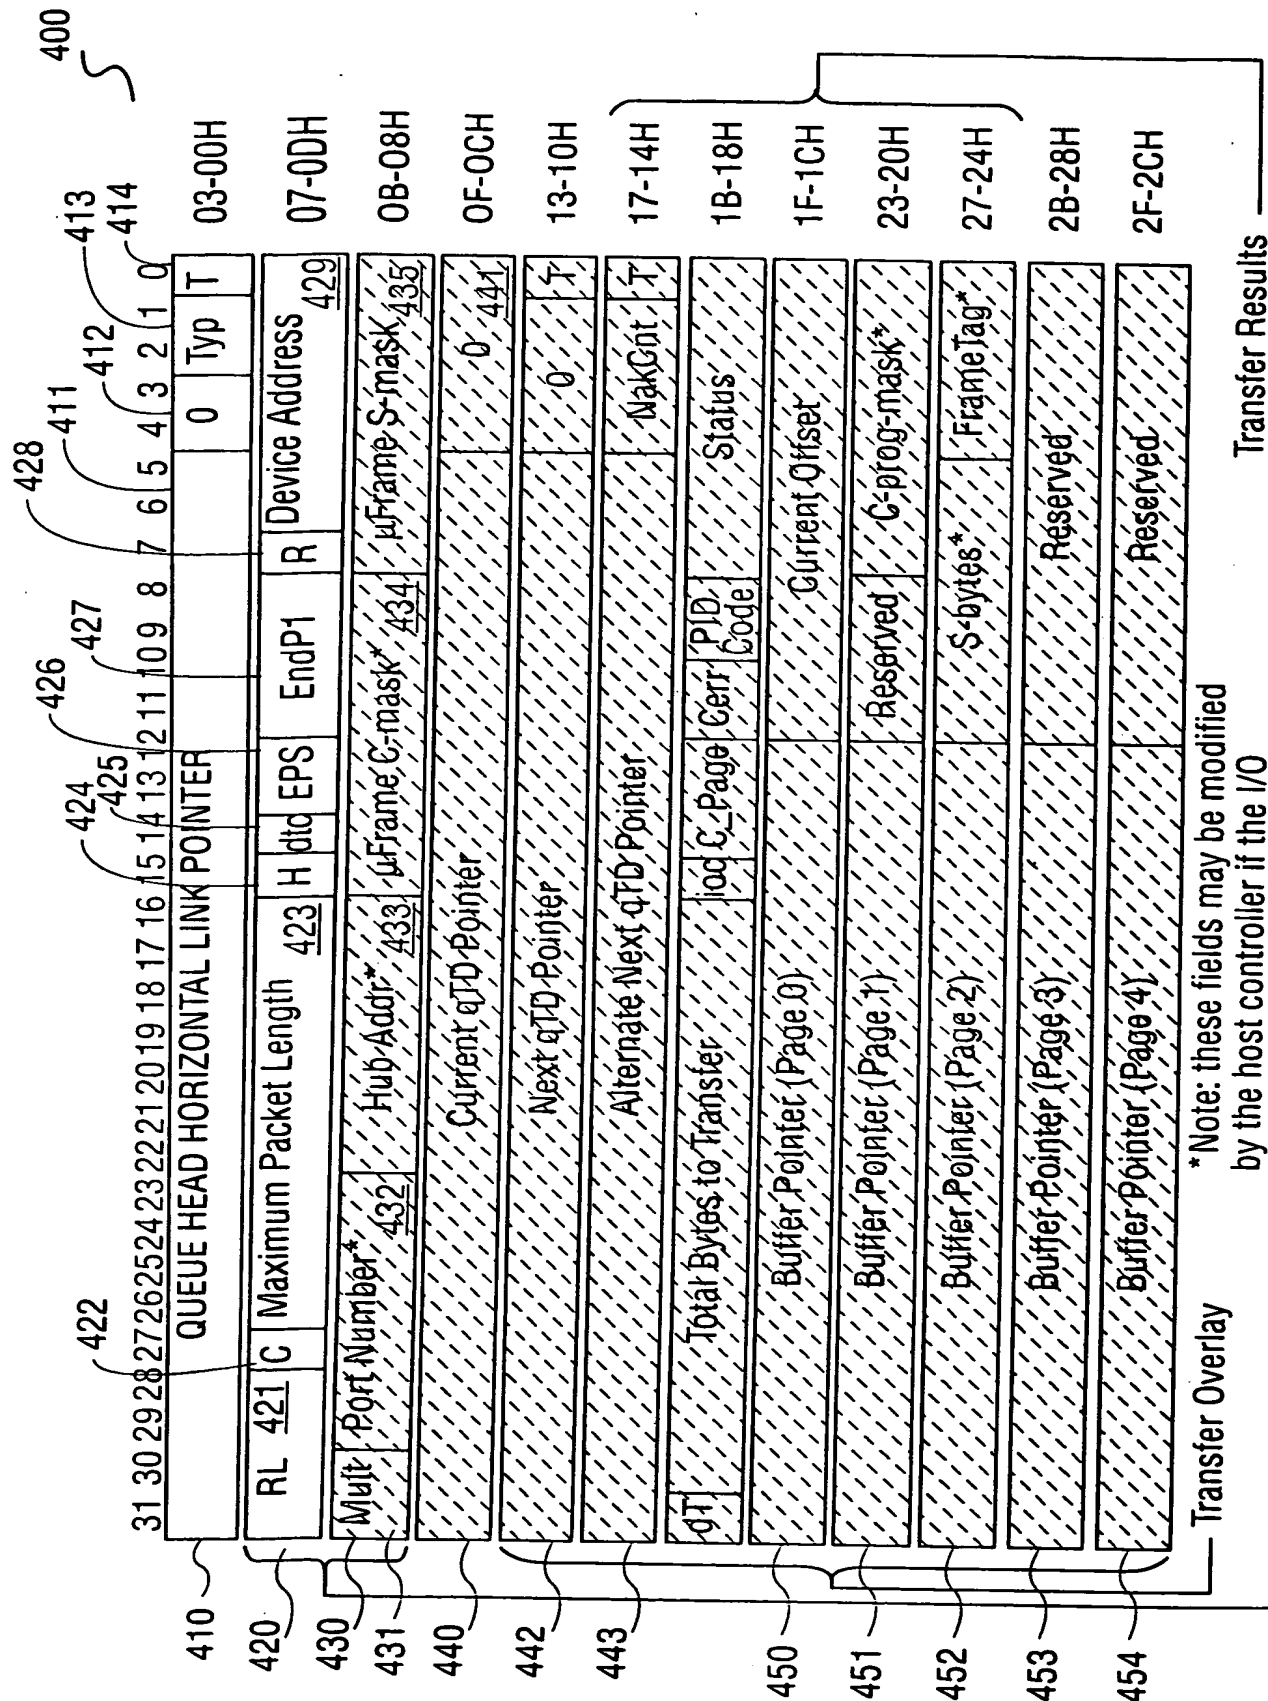 400
413
414
412
411
428
427
426
425
424
422
31 30 29 28 27 26 25 24 23 22 21 20 19 18 17 16 15 14 13 12 11 10 9 8 7 6 5 4 3 2 1 0
410 QUEUE HEAD HORIZONTAL LINK POINTER 0 Typ T 03-00H
420 RL 421 C Maximum Packet Length 423 H dtc EPS EndP1 R Device Address 429 07-0DH
430
431 Mult Port Number* 432 Hub Addr* 433 µFrame C-mask* 434 µFrame S-mask 435 0B-08H
440 Current qTD Pointer 0 441 0F-0CH
442 Next qTD Pointer 0 T 13-10H
443 Alternate Next qTD Pointer NakCnt T 17-14H
dT Total Bytes to Transfer ioc C_Page Cerr PID Code Status 1B-18H
450 Buffer Pointer (Page 0) Current Offset 1F-1CH
451 Buffer Pointer (Page 1) Reserved C-prog-mask* 23-20H
452 Buffer Pointer (Page 2) S-bytes* FrameTag* 27-24H
453 Buffer Pointer (Page 3) Reserved 2B-28H
454 Buffer Pointer (Page 4) Reserved 2F-2CH
Transfer Overlay
*Note: these fields may be modified
by the host controller if the I/O
Transfer Results